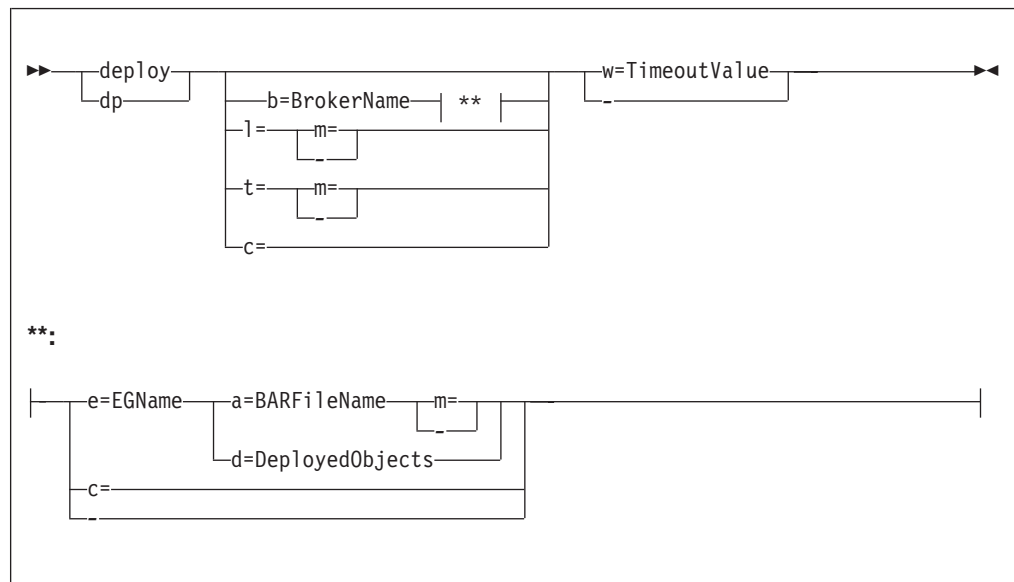 deploy
dp
b=BrokerName
**
l=
m=
-
t=
m=
-
c=
w=TimeoutValue
-
**:
e=EGName
a=BARFileName
m=
-
d=DeployedObjects
c=
-